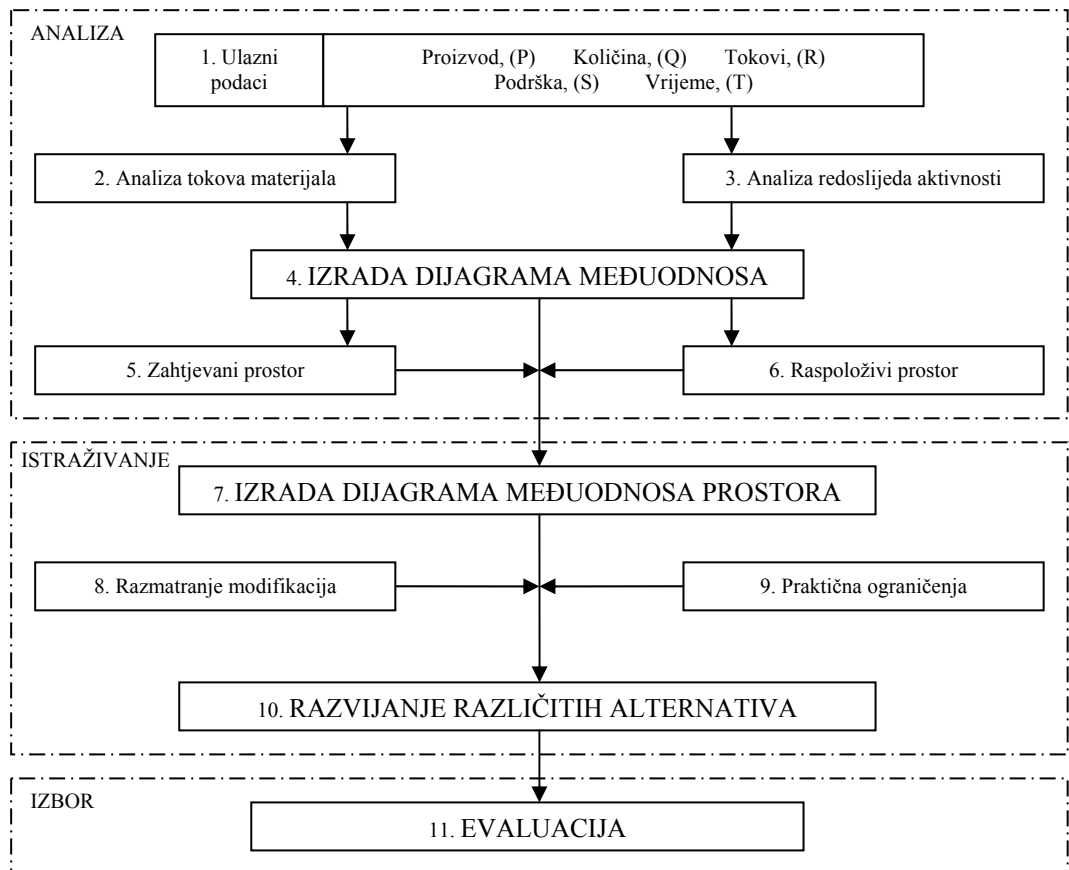 ANALIZA
1. Ulazni
podaci
Proizvod, (P) Količina, (Q) Tokovi, (R)
Podrška, (S) Vrijeme, (T)
2. Analiza tokova materijala
3. Analiza redoslijeda aktivnosti
4. IZRADA DIJAGRAMA MEĐUODNOSA
5. Zahtjevani prostor
6. Raspoloživi prostor
ISTRAŽIVANJE
7. IZRADA DIJAGRAMA MEĐUODNOSA PROSTORA
8. Razmatranje modifikacija
9. Praktična ograničenja
10. RAZVIJANJE RAZLIČITIH ALTERNATIVA
IZBOR
11. EVALUACIJA